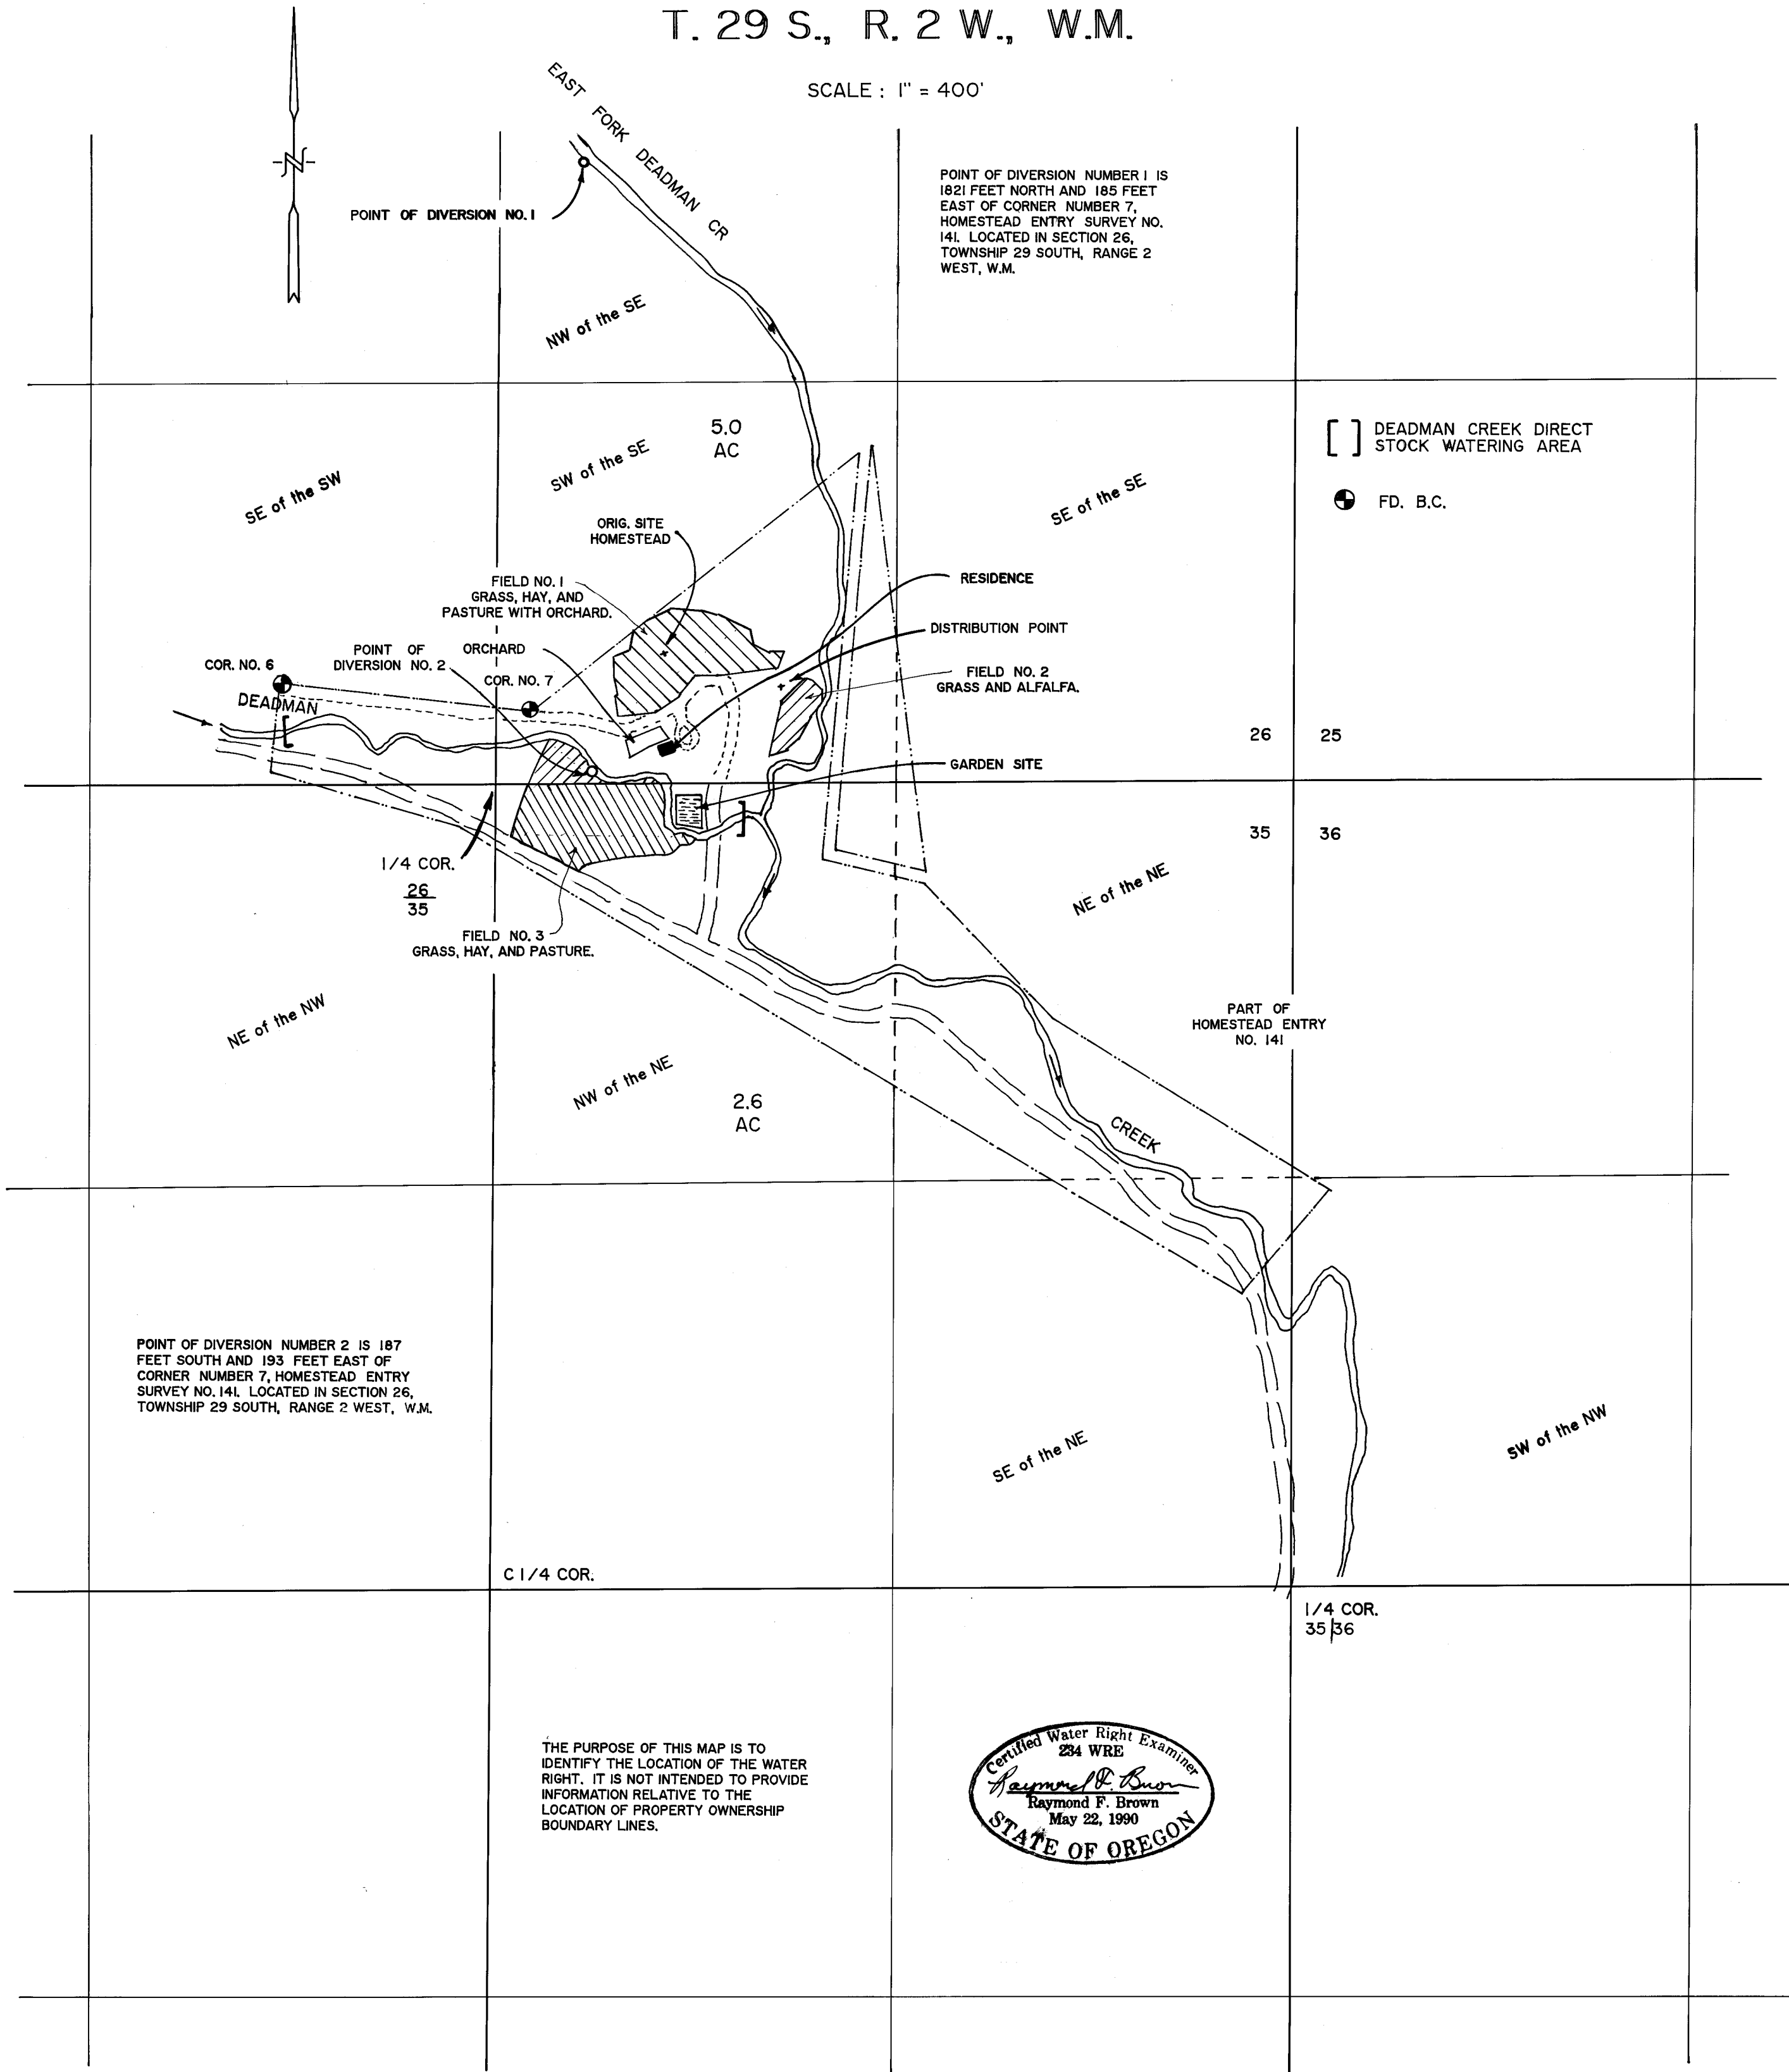 T. 29 S., R. 2 W., W.M.
SCALE : 1" = 400'
N
EAST FORK DEADMAN CR
POINT OF DIVERSION NO. 1
POINT OF DIVERSION NUMBER 1 IS
1821 FEET NORTH AND 185 FEET
EAST OF CORNER NUMBER 7,
HOMESTEAD ENTRY SURVEY NO.
141. LOCATED IN SECTION 26,
TOWNSHIP 29 SOUTH, RANGE 2
WEST, W.M.
NW of the SE
5.0
AC
[ ] DEADMAN CREEK DIRECT
STOCK WATERING AREA
FD. B.C.
SE of the SW
SW of the SE
SE of the SE
ORIG. SITE
HOMESTEAD
FIELD NO. 1
GRASS, HAY, AND
PASTURE WITH ORCHARD.
RESIDENCE
DISTRIBUTION POINT
POINT OF
DIVERSION NO. 2
ORCHARD
COR. NO. 6
COR. NO. 7
FIELD NO. 2
GRASS AND ALFALFA.
DEADMAN
[
26 25
GARDEN SITE
]
35 36
1/4 COR.
26
35
NE of the NE
FIELD NO. 3
GRASS, HAY, AND PASTURE.
NE of the NW
PART OF
HOMESTEAD ENTRY
NO. 141
NW of the NE
2.6
AC
CREEK
POINT OF DIVERSION NUMBER 2 IS 187
FEET SOUTH AND 193 FEET EAST OF
CORNER NUMBER 7, HOMESTEAD ENTRY
SURVEY NO. 141. LOCATED IN SECTION 26,
TOWNSHIP 29 SOUTH, RANGE 2 WEST, W.M.
SE of the NE
SW of the NW
C 1/4 COR.
1/4 COR.
35|36
THE PURPOSE OF THIS MAP IS TO
IDENTIFY THE LOCATION OF THE WATER
RIGHT. IT IS NOT INTENDED TO PROVIDE
INFORMATION RELATIVE TO THE
LOCATION OF PROPERTY OWNERSHIP
BOUNDARY LINES.
Certified Water Right Examiner
234 WRE
Raymond F. Brown
Raymond F. Brown
May 22, 1990
STATE OF OREGON